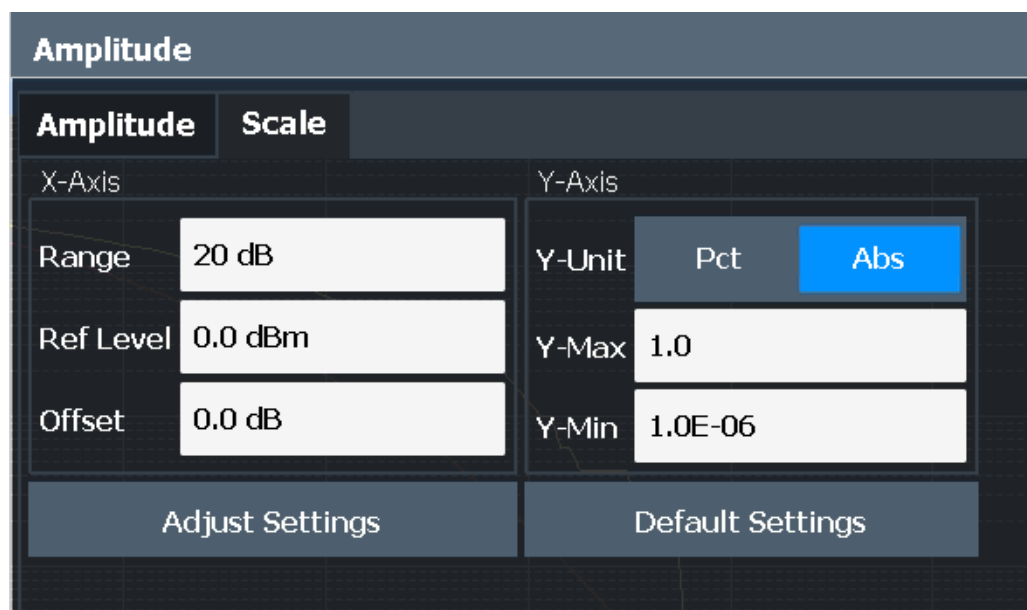 Amplitude
Amplitude Scale
X-Axis Y-Axis
Range 20 dB Y-Unit Pct Abs
Ref Level 0.0 dBm Y-Max 1.0
Offset 0.0 dB Y-Min 1.0E-06
Adjust Settings Default Settings